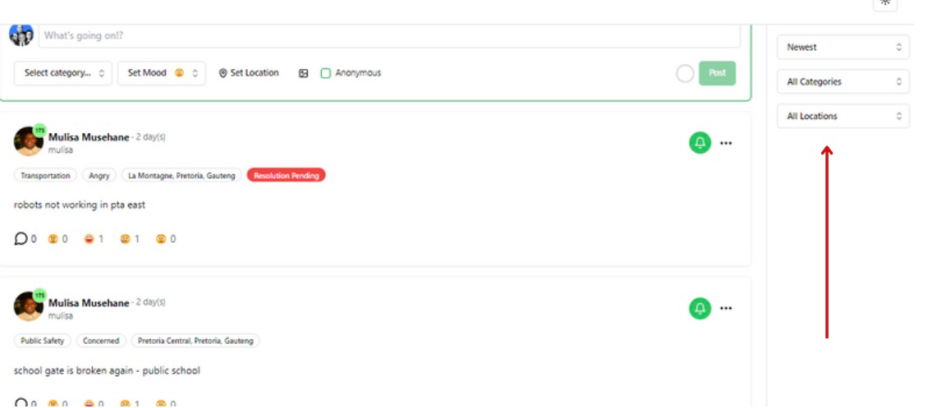 What's going on!?
Select category...
Set Mood
Set Location
Anonymous
Post
Newest
All Categories
All Locations
175
Mulisa Musehane · 2 day(s)
mulisa
Transportation
Angry
La Montagne, Pretoria, Gauteng
Resolution Pending
robots not working in pta east
0 0 1 1 0
175
Mulisa Musehane · 2 day(s)
mulisa
Public Safety
Concerned
Pretoria Central, Pretoria, Gauteng
school gate is broken again - public school
0 0 0 1 0